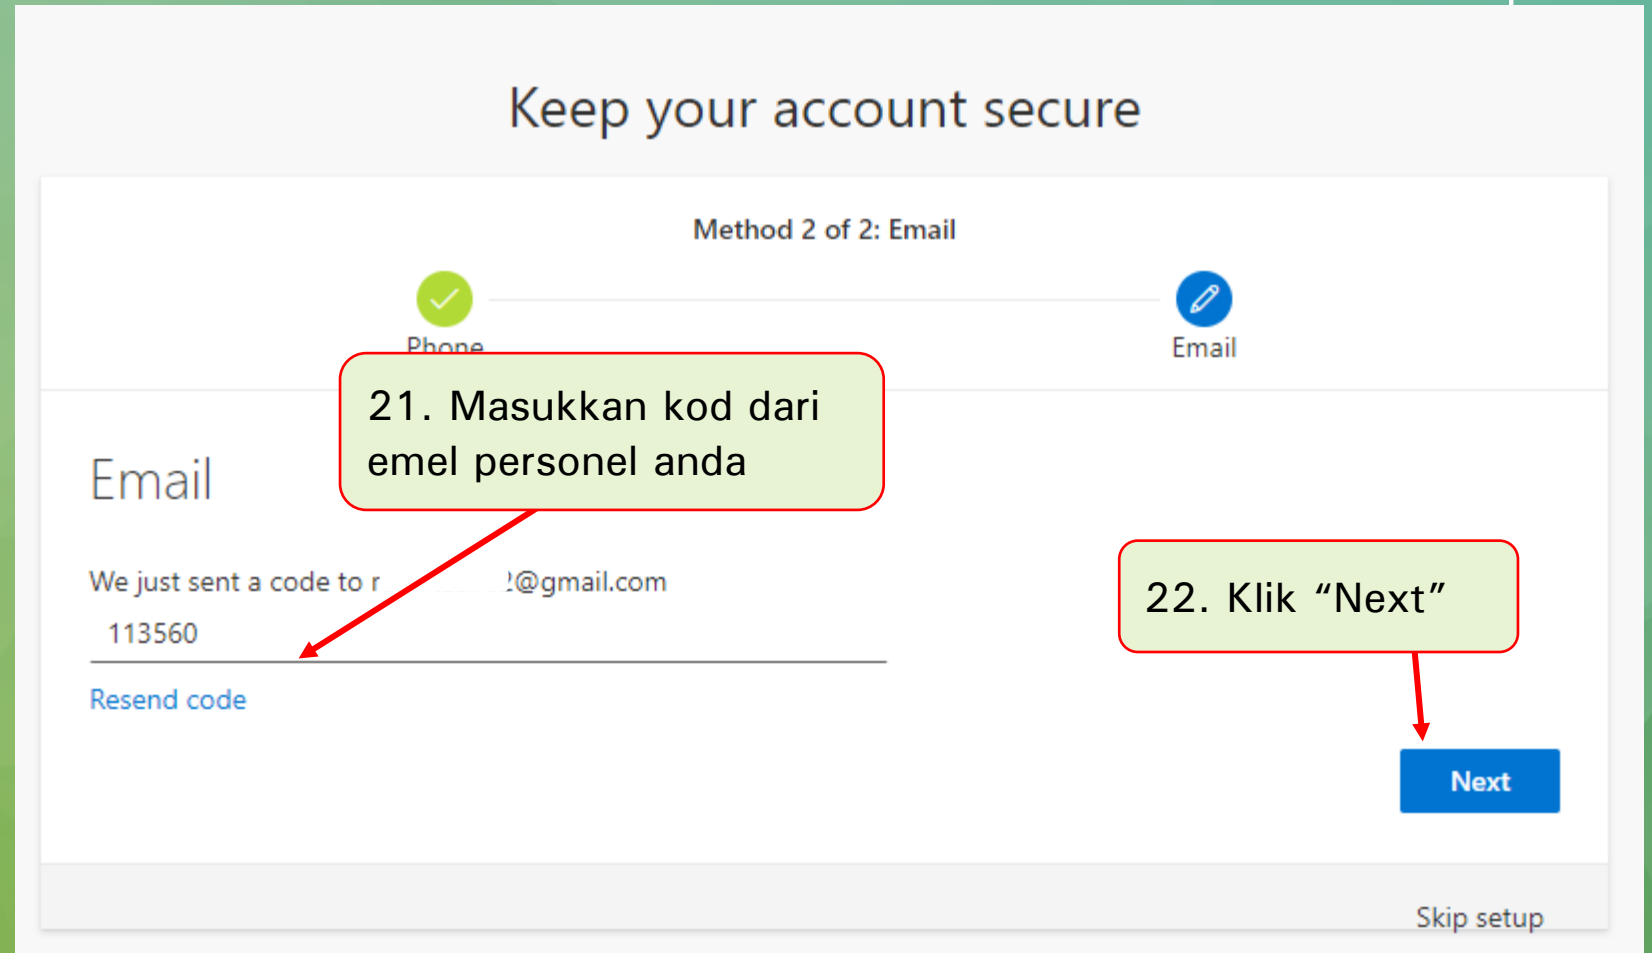 Keep your account secure
Method 2 of 2: Email
Phone
Email
21. Masukkan kod dari
emel personel anda
Email
We just sent a code to r 2@gmail.com
113560
22. Klik “Next”
Resend code
Next
Skip setup